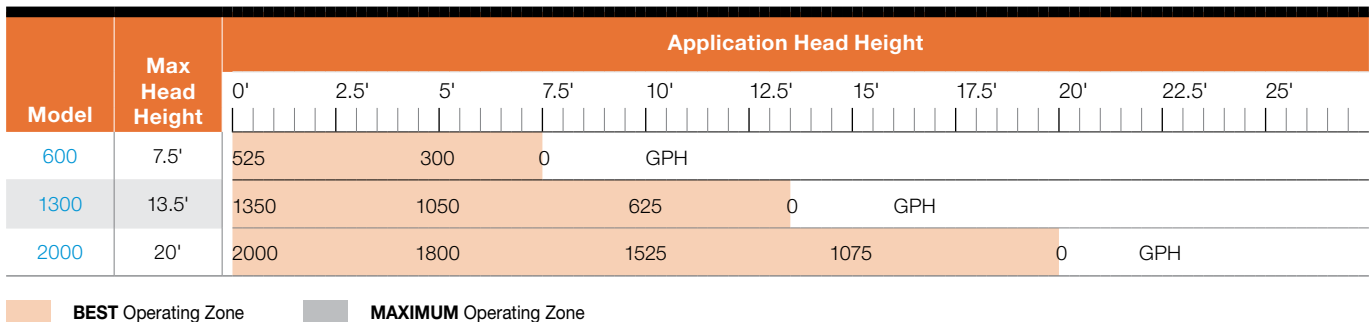 Application Head Height
Model
Max
Head
Height
0' 2.5' 5' 7.5' 10' 12.5' 15' 17.5' 20' 22.5' 25'
600 7.5' 525 300 0 GPH
1300 13.5' 1350 1050 625 0 GPH
2000 20' 2000 1800 1525 1075 0 GPH
BEST Operating Zone MAXIMUM Operating Zone